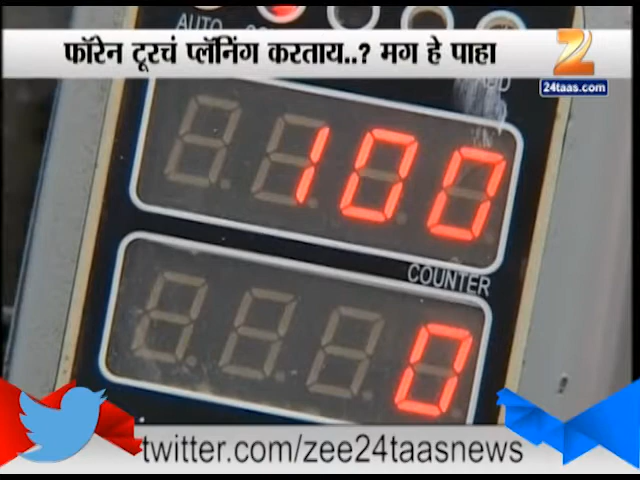 AUTO
फॉरेन टूरचं प्लॅनिंग करताय..? मग हे पाहा
Z
24taas.com
100
COUNTER
0
twitter.com/zee24taasnews